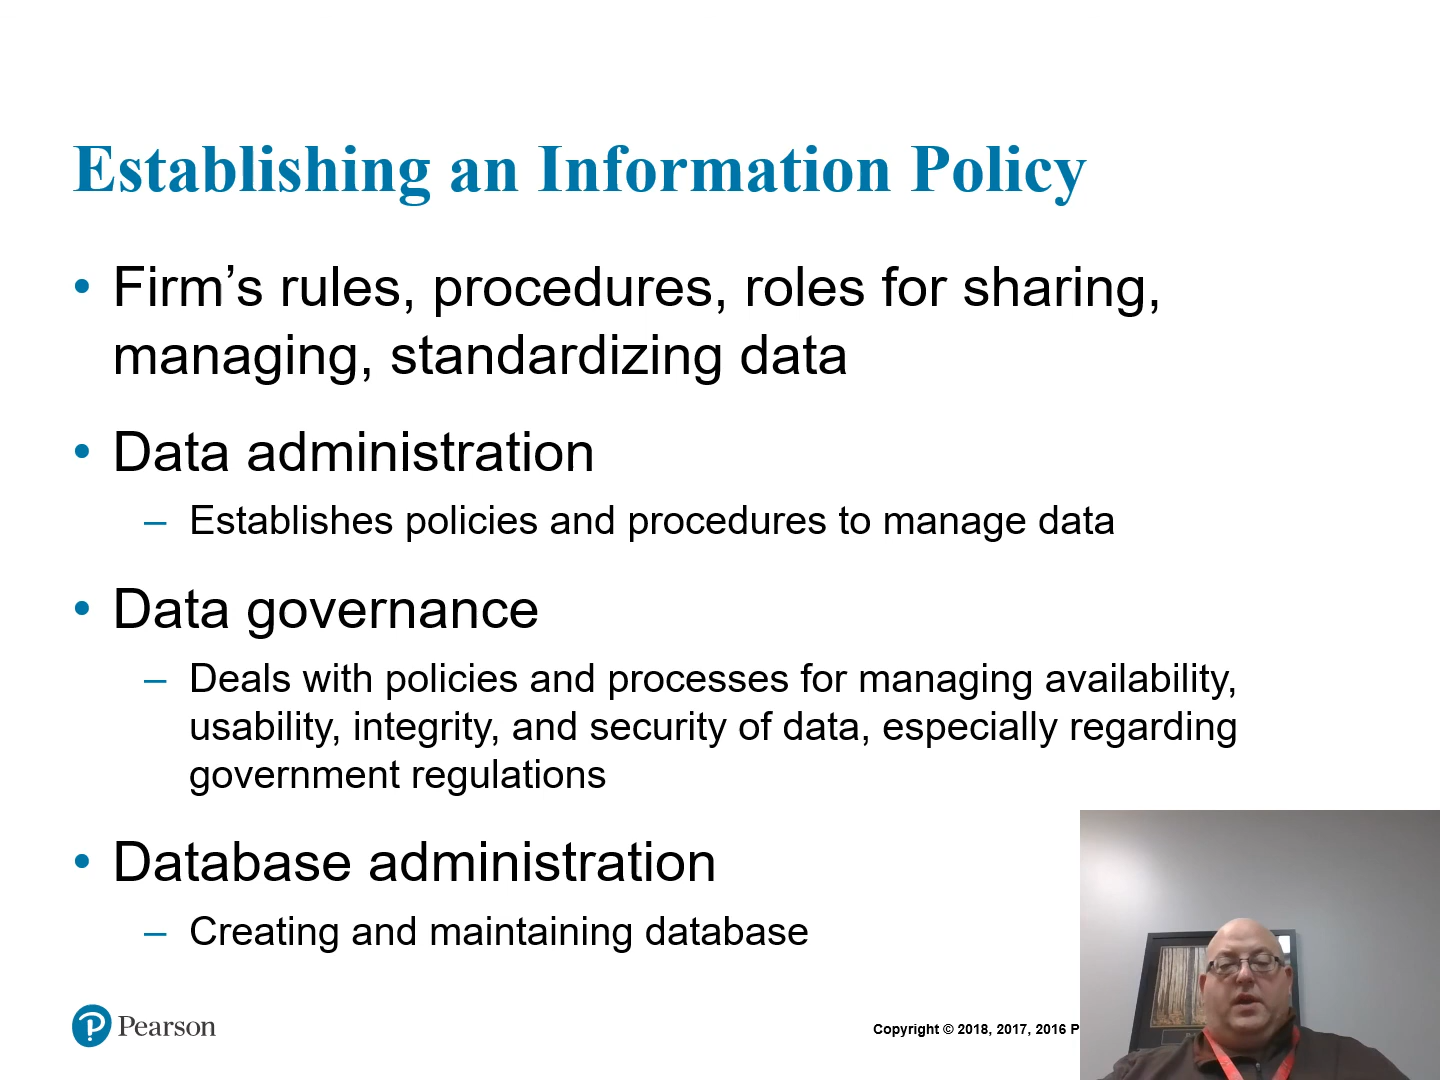 Establishing an Information Policy
• Firm’s rules, procedures, roles for sharing,
managing, standardizing data
• Data administration
– Establishes policies and procedures to manage data
• Data governance
– Deals with policies and processes for managing availability,
usability, integrity, and security of data, especially regarding
government regulations
• Database administration
– Creating and maintaining database
Pearson
Copyright © 2018, 2017, 2016 P